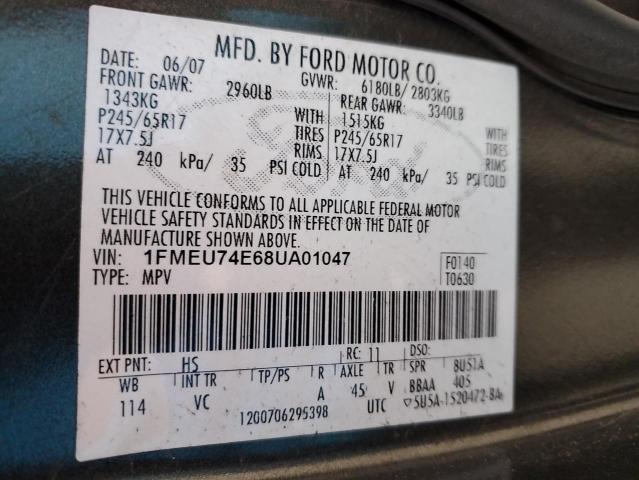 MFD. BY FORD MOTOR CO.
DATE: 06/07 GVWR: 6180LB/ 2803KG
FRONT GAWR: 2960LB REAR GAWR: 3340LB
1343KG WITH 1515KG WITH
P245/65R17 TIRES P245/65R17 TIRES
17X7.5J RIMS 17X7.5J RIMS
AT 240 kPa/ 35 PSI COLD AT 240 kPa/ 35 PSI COLD
THIS VEHICLE CONFORMS TO ALL APPLICABLE FEDERAL MOTOR
VEHICLE SAFETY STANDARDS IN EFFECT ON THE DATE OF
MANUFACTURE SHOWN ABOVE.
VIN: 1FMEU74E68UA01047 F0140
TYPE: MPV T0630
EXT PNT: HS RC: 11 DSO:
WB INT TR TP/PS R AXLE TR SPR 8U51A
114 VC A 45 V BBAA 405
1200706295398 UTC ▽5U5A-1520472-BA
Ford